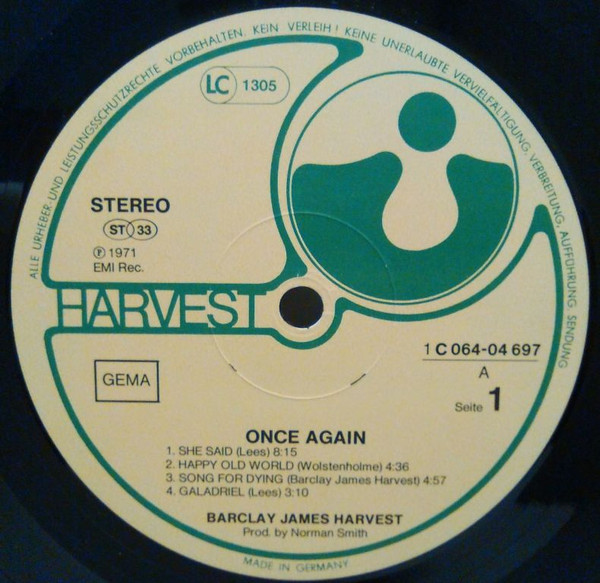 ALLE URHEBER- UND LEISTUNGSSCHUTZRECHTE VORBEHALTEN. KEIN VERLEIH! KEINE UNERLAUBTE VERVIELFÄLTIGUNG, VERBREITUNG, AUFFÜHRUNG, SENDUNG
LC 1305
STEREO
ST 33
Ⓟ 1971
EMI Rec.
HARVEST
1 C 064-04 697
A
Seite 1
GEMA
ONCE AGAIN
1. SHE SAID (Lees) 8:15
2. HAPPY OLD WORLD (Wolstenholme) 4:36
3. SONG FOR DYING (Barclay James Harvest) 4:57
4. GALADRIEL (Lees) 3:10
BARCLAY JAMES HARVEST
Prod. by Norman Smith
MADE IN GERMANY